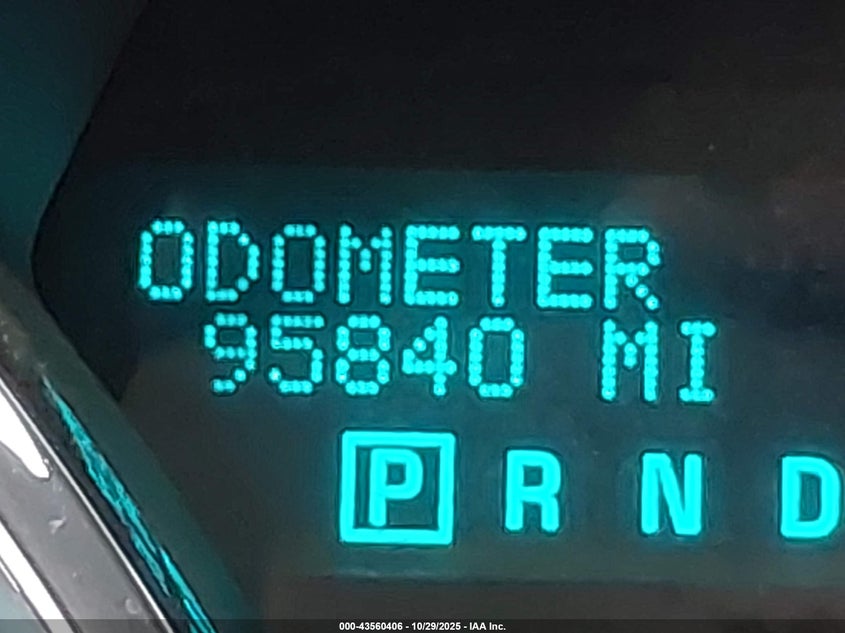 ODOMETER
95840 MI
P R N D
000-43560406 - 10/29/2025 - IAA Inc.